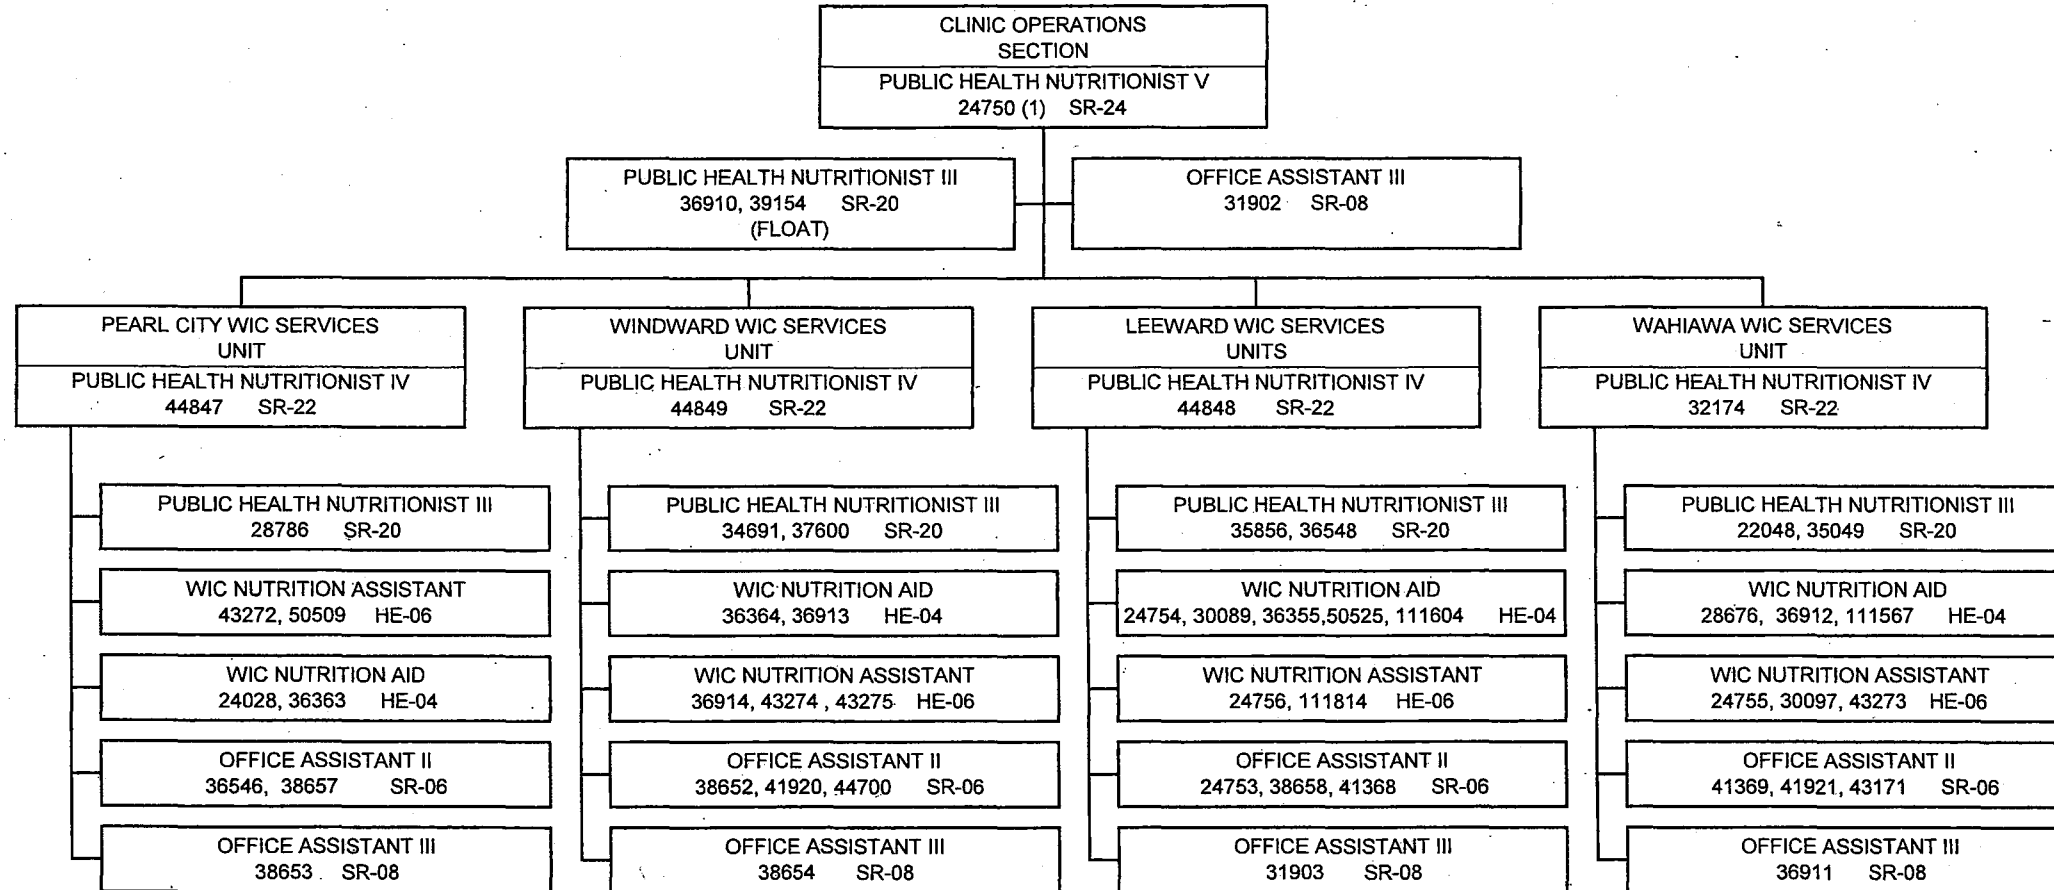 CLINIC OPERATIONS
SECTION
PUBLIC HEALTH NUTRITIONIST V
24750 (1) SR-24
PUBLIC HEALTH NUTRITIONIST III
36910, 39154 SR-20
(FLOAT)
OFFICE ASSISTANT III
31902 SR-08
PEARL CITY WIC SERVICES
UNIT
PUBLIC HEALTH NUTRITIONIST IV
44847 SR-22
WINDWARD WIC SERVICES
UNIT
PUBLIC HEALTH NUTRITIONIST IV
44849 SR-22
LEEWARD WIC SERVICES
UNITS
PUBLIC HEALTH NUTRITIONIST IV
44848 SR-22
WAHIAWA WIC SERVICES
UNIT
PUBLIC HEALTH NUTRITIONIST IV
32174 SR-22
PUBLIC HEALTH NUTRITIONIST III
28786 SR-20
WIC NUTRITION ASSISTANT
43272, 50509 HE-06
WIC NUTRITION AID
24028, 36363 HE-04
OFFICE ASSISTANT II
36546, 38657 SR-06
OFFICE ASSISTANT III
38653 SR-08
PUBLIC HEALTH NUTRITIONIST III
34691, 37600 SR-20
WIC NUTRITION AID
36364, 36913 HE-04
WIC NUTRITION ASSISTANT
36914, 43274 , 43275 HE-06
OFFICE ASSISTANT II
38652, 41920, 44700 SR-06
OFFICE ASSISTANT III
38654 SR-08
PUBLIC HEALTH NUTRITIONIST III
35856, 36548 SR-20
WIC NUTRITION AID
24754, 30089, 36355,50525, 111604 HE-04
WIC NUTRITION ASSISTANT
24756, 111814 HE-06
OFFICE ASSISTANT II
24753, 38658, 41368 SR-06
OFFICE ASSISTANT III
31903 SR-08
PUBLIC HEALTH NUTRITIONIST III
22048, 35049 SR-20
WIC NUTRITION AID
28676, 36912, 111567 HE-04
WIC NUTRITION ASSISTANT
24755, 30097, 43273 HE-06
OFFICE ASSISTANT II
41369, 41921, 43171 SR-06
OFFICE ASSISTANT III
36911 SR-08